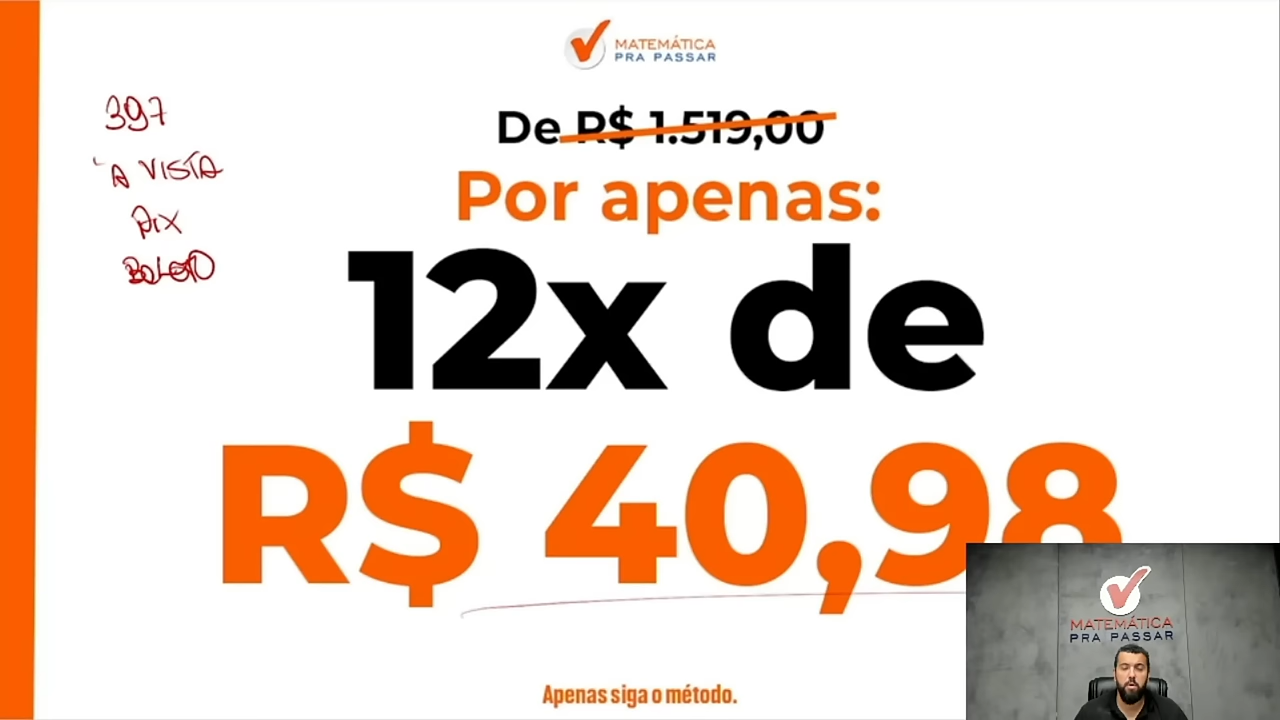 MATEMÁTICA
PRA PASSAR
De R$ 1.519,00
Por apenas:
12x de
R$ 40,98
397
À VISTA
PIX
BOLETO
Apenas siga o método.
MATEMÁTICA
PRA PASSAR